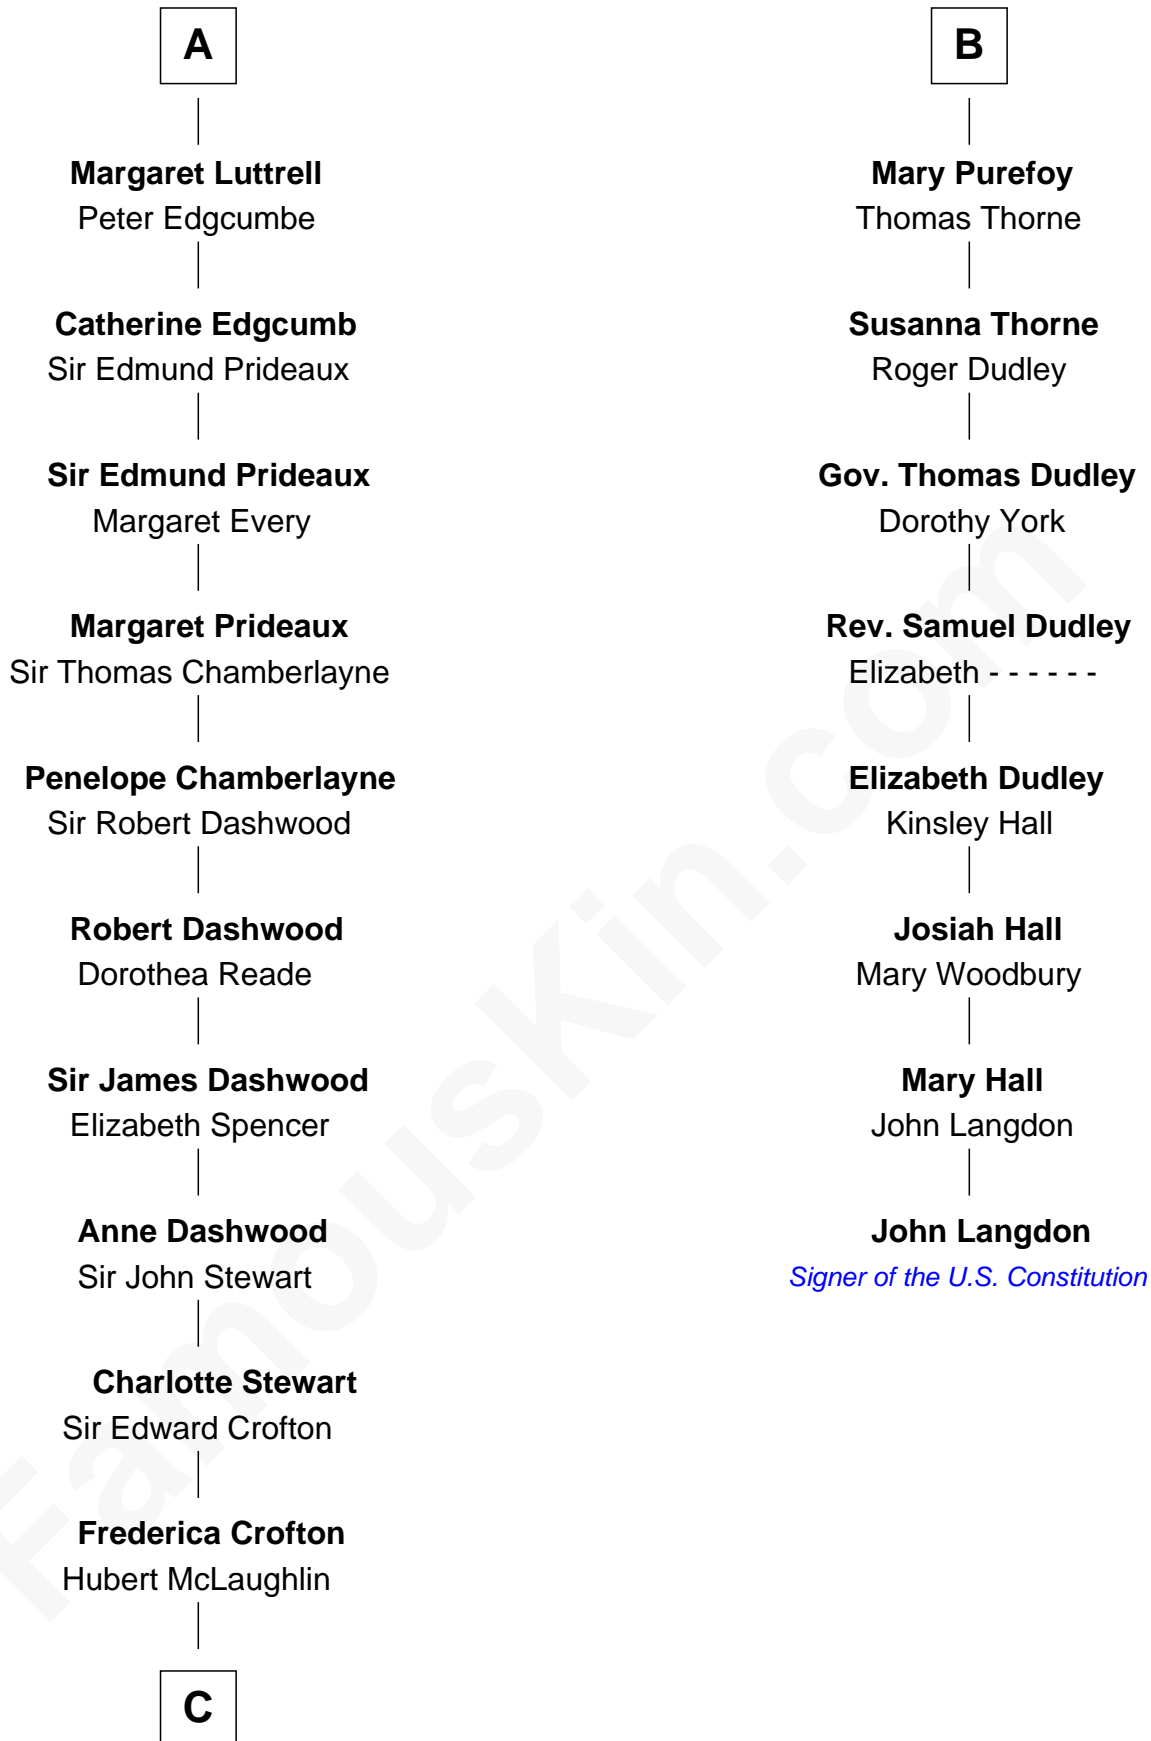 A
Margaret Luttrell
Peter Edgcumbe
Catherine Edgcumb
Sir Edmund Prideaux
Sir Edmund Prideaux
Margaret Every
Margaret Prideaux
Sir Thomas Chamberlayne
Penelope Chamberlayne
Sir Robert Dashwood
Robert Dashwood
Dorothea Reade
Sir James Dashwood
Elizabeth Spencer
Anne Dashwood
Sir John Stewart
Charlotte Stewart
Sir Edward Crofton
Frederica Crofton
Hubert McLaughlin
C
B
Mary Purefoy
Thomas Thorne
Susanna Thorne
Roger Dudley
Gov. Thomas Dudley
Dorothy York
Rev. Samuel Dudley
Elizabeth - - - - - -
Elizabeth Dudley
Kinsley Hall
Josiah Hall
Mary Woodbury
Mary Hall
John Langdon
John Langdon
Signer of the U.S. Constitution
FamousKin.com